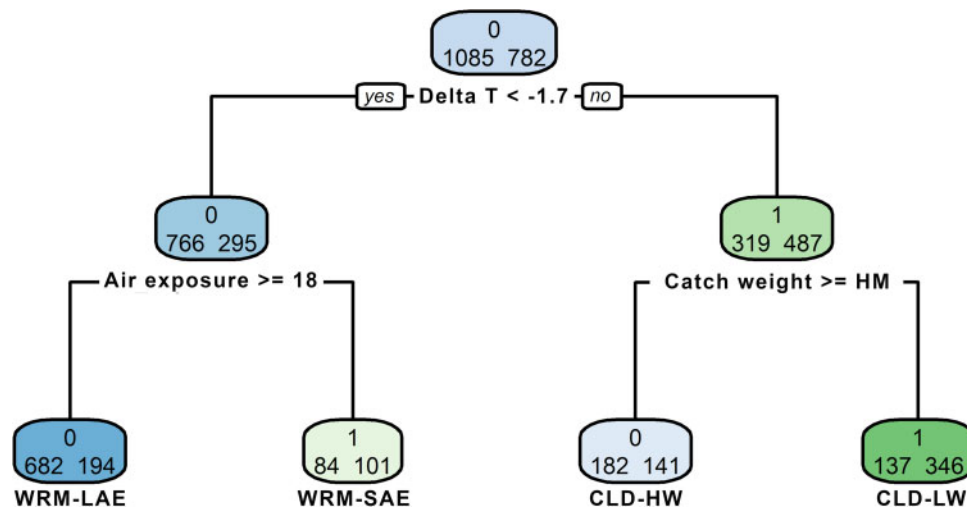 0
1085 782
yes Delta T < -1.7 no
0
766 295
1
319 487
Air exposure >= 18
Catch weight >= HM
0
682 194
WRM-LAE
1
84 101
WRM-SAE
0
182 141
CLD-HW
1
137 346
CLD-LW